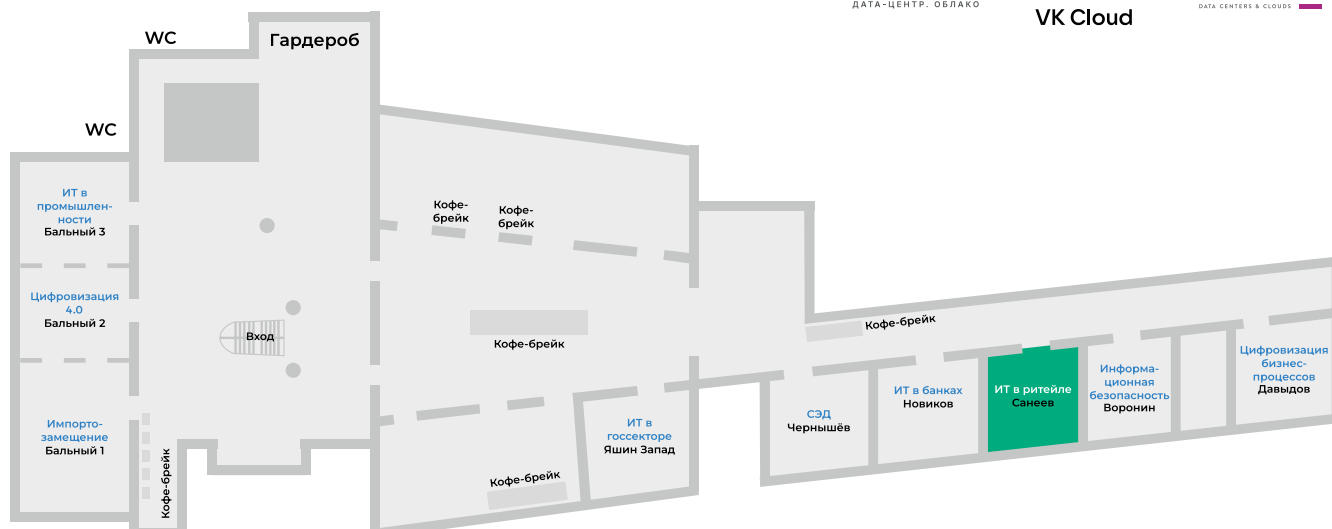 ДАТА-ЦЕНТР. ОБЛАКО
VK Cloud
DATA CENTERS & CLOUDS
WC
Гардероб
WC
ИТ в
промышлен-
ности
Бальный 3
Цифровизация
4.0
Бальный 2
Импорто-
замещение
Бальный 1
Кофе-брейк
Вход
Кофе-
брейк
Кофе-
брейк
Кофе-брейк
Кофе-брейк
ИТ в
госсекторе
Яшин Запад
Кофе-брейк
СЭД
Чернышёв
ИТ в банках
Новиков
ИТ в ритейле
Санеев
Информа-
ционная
безопасность
Воронин
Цифровизация
бизнес-
процессов
Давыдов